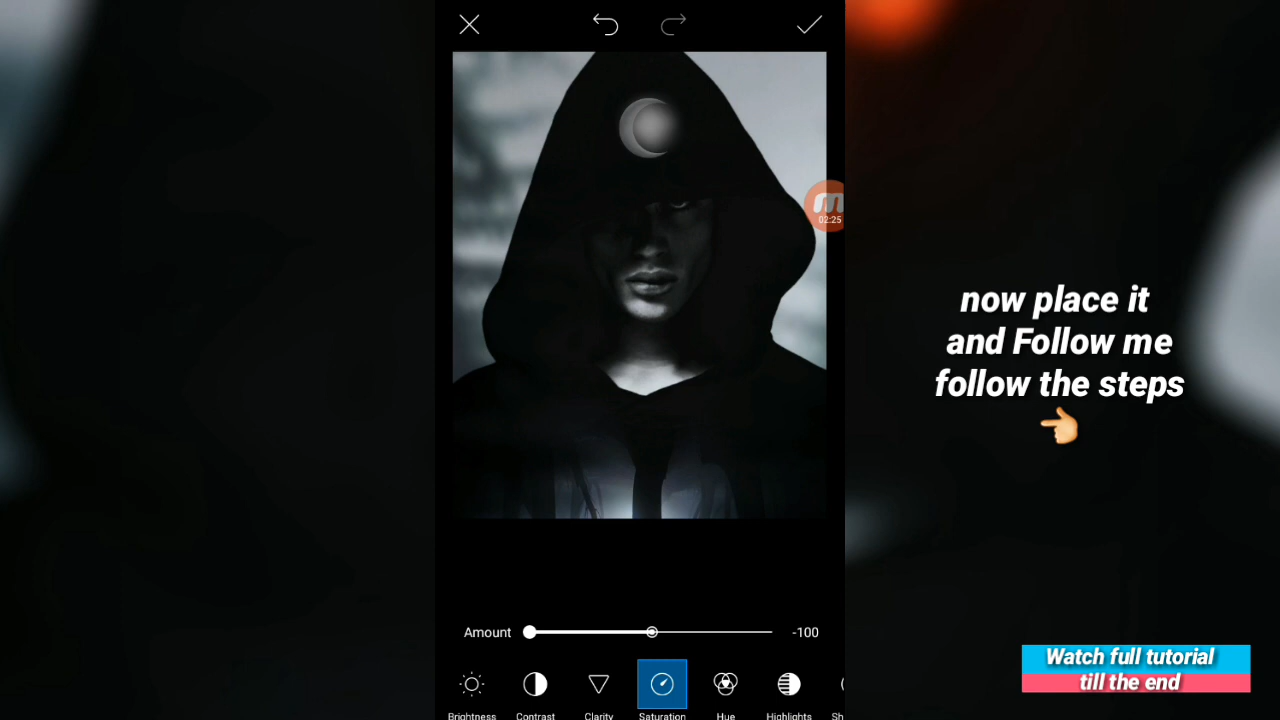 02:25
now place it
and Follow me
follow the steps
Amount -100
Brightness Contrast Clarity Saturation Hue Highlights Sh
Watch full tutorial
till the end